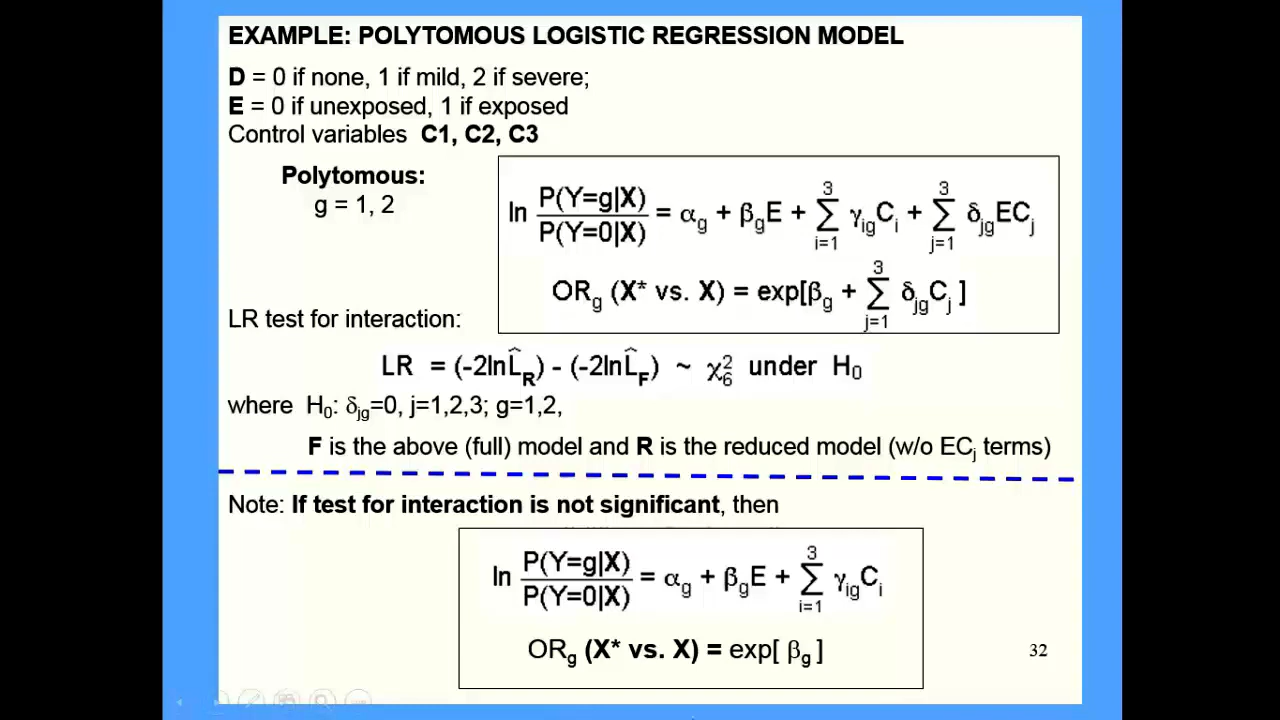 EXAMPLE: POLYTOMOUS LOGISTIC REGRESSION MODEL
D = 0 if none, 1 if mild, 2 if severe;
E = 0 if unexposed, 1 if exposed
Control variables C1, C2, C3
Polytomous:
g = 1, 2
ln P(Y=g|X) / P(Y=0|X) = αg + βgE + Σ(i=1 to 3) γigCi + Σ(j=1 to 3) δjgECj
ORg (X* vs. X) = exp[βg + Σ(j=1 to 3) δjgCj ]
LR test for interaction:
LR = (-2lnL̂R) - (-2lnL̂F) ~ χ²6 under H0
where H0: δjg=0, j=1,2,3; g=1,2,
F is the above (full) model and R is the reduced model (w/o ECj terms)
Note: If test for interaction is not significant, then
ln P(Y=g|X) / P(Y=0|X) = αg + βgE + Σ(i=1 to 3) γigCi
ORg (X* vs. X) = exp[ βg ]
32